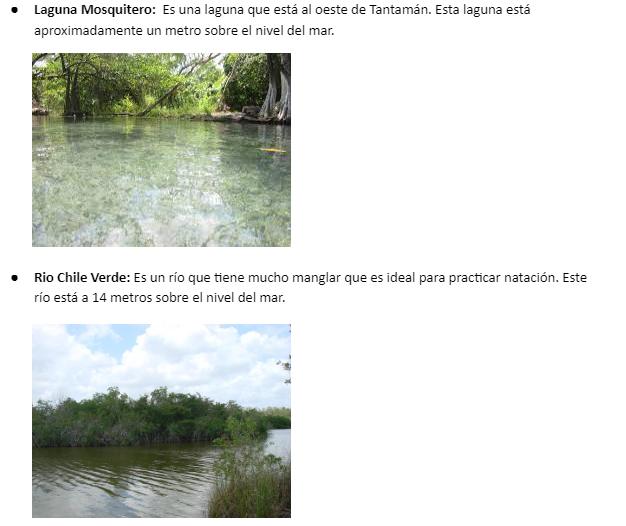 ● Laguna Mosquitero: Es una laguna que está al oeste de Tantamán. Esta laguna está
aproximadamente un metro sobre el nivel del mar.
● Rio Chile Verde: Es un río que tiene mucho manglar que es ideal para practicar natación. Este
río está a 14 metros sobre el nivel del mar.